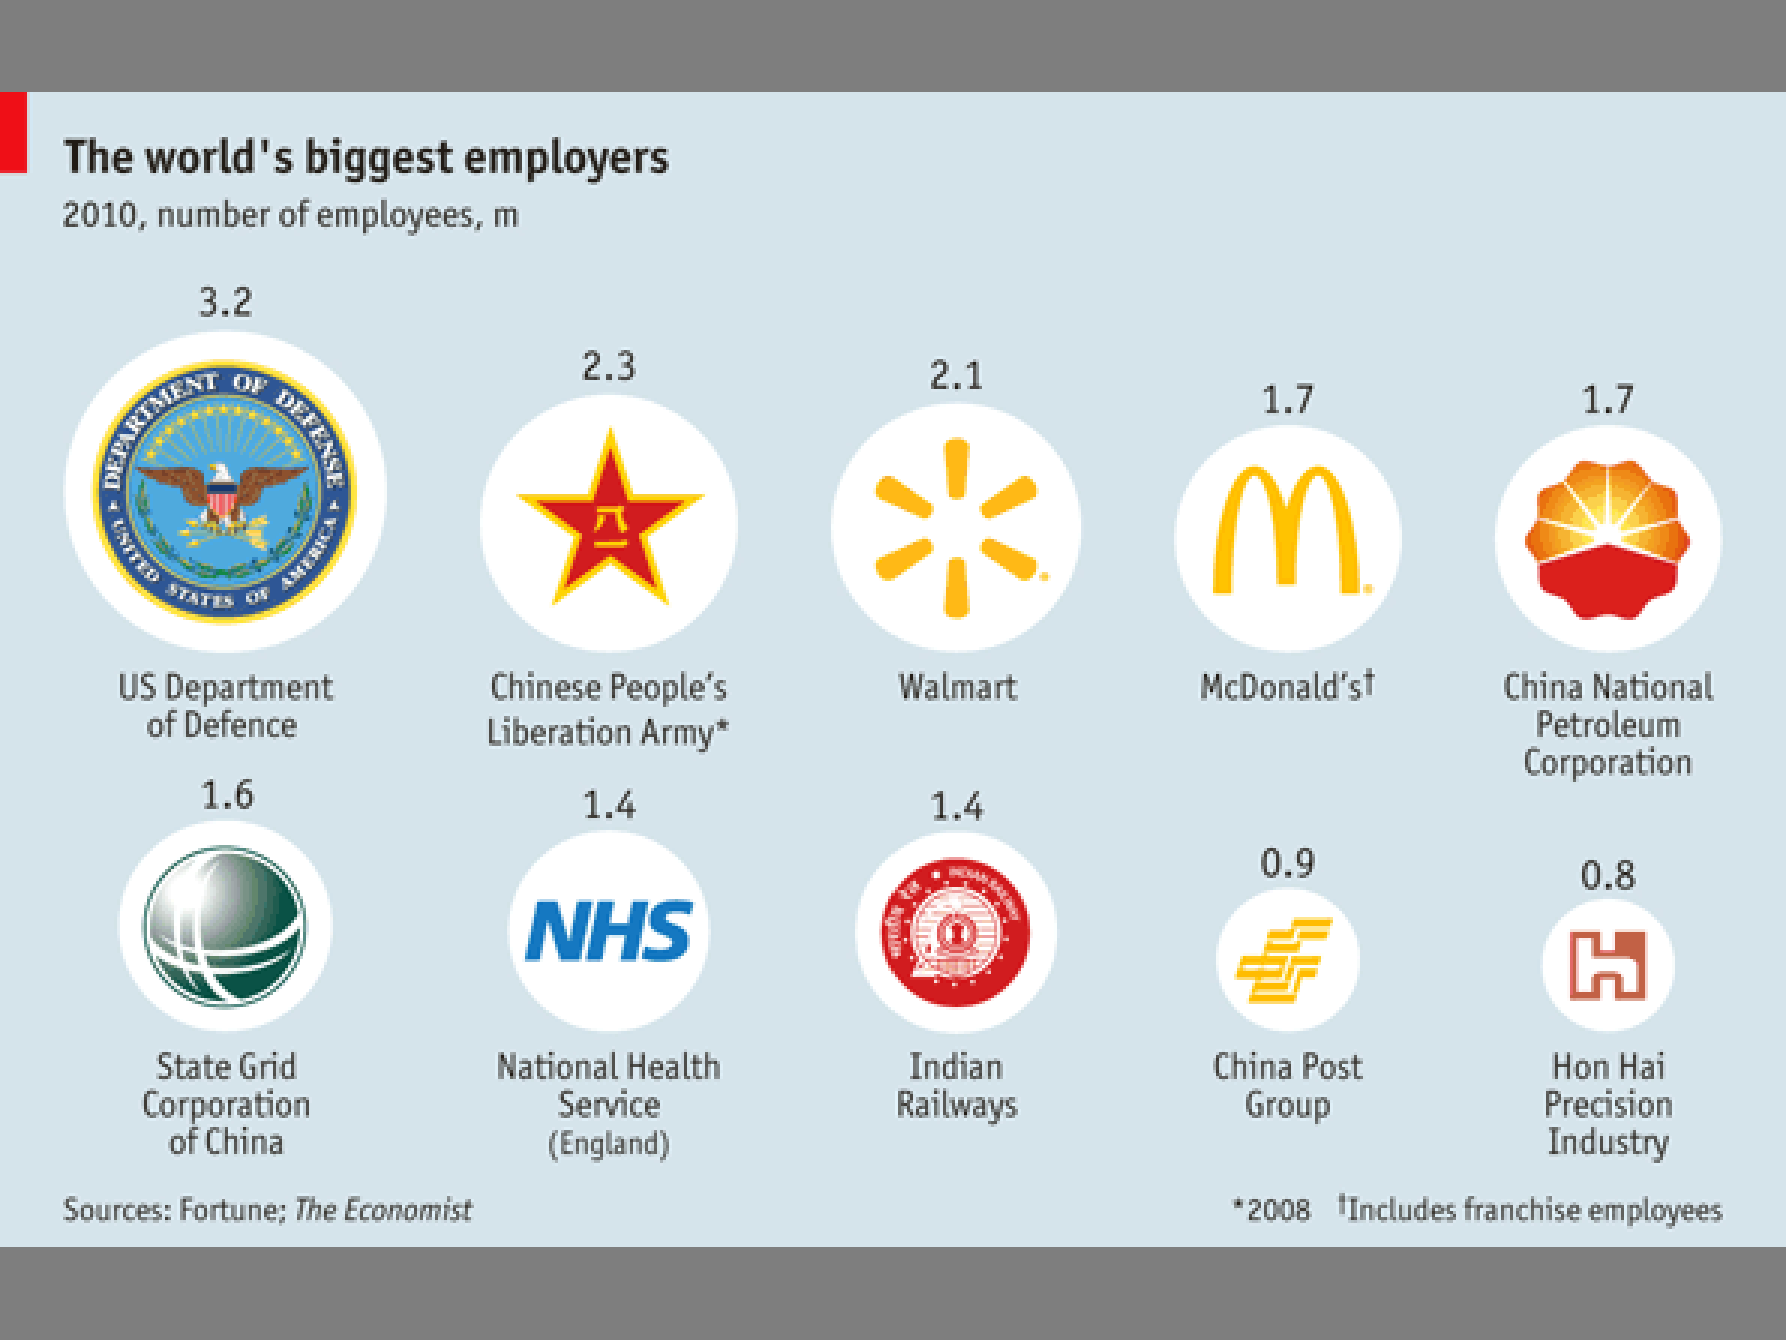 The world's biggest employers
2010, number of employees, m
3.2
DEPARTMENT OF DEFENSE
UNITED STATES OF AMERICA
US Department
of Defence
2.3
八一
Chinese People's
Liberation Army*
2.1
Walmart
1.7
McDonald's†
1.7
China National
Petroleum
Corporation
1.6
State Grid
Corporation
of China
1.4
NHS
National Health
Service
(England)
1.4
Indian
Railways
0.9
China Post
Group
0.8
Hon Hai
Precision
Industry
Sources: Fortune; The Economist
*2008 †Includes franchise employees